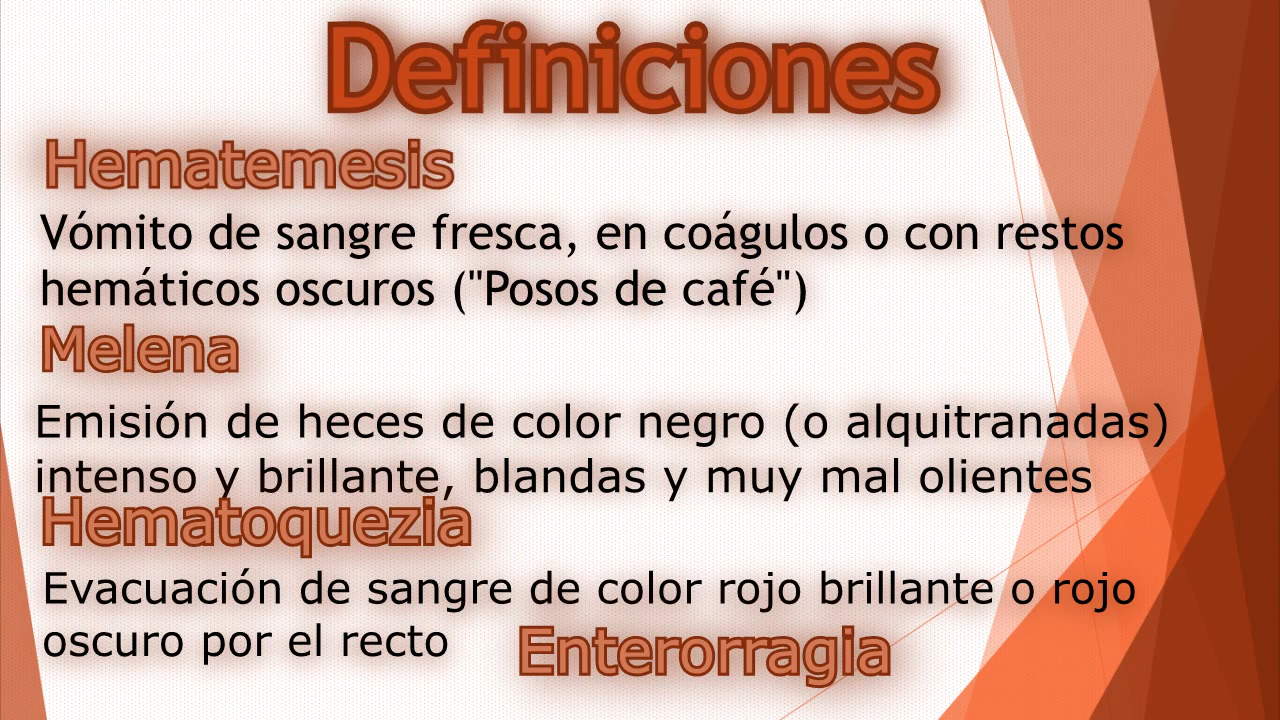 Definiciones
Hematemesis
Vómito de sangre fresca, en coágulos o con restos
hemáticos oscuros ("Posos de café")
Melena
Emisión de heces de color negro (o alquitranadas)
intenso y brillante, blandas y muy mal olientes
Hematoquezia
Evacuación de sangre de color rojo brillante o rojo
oscuro por el recto
Enterorragia